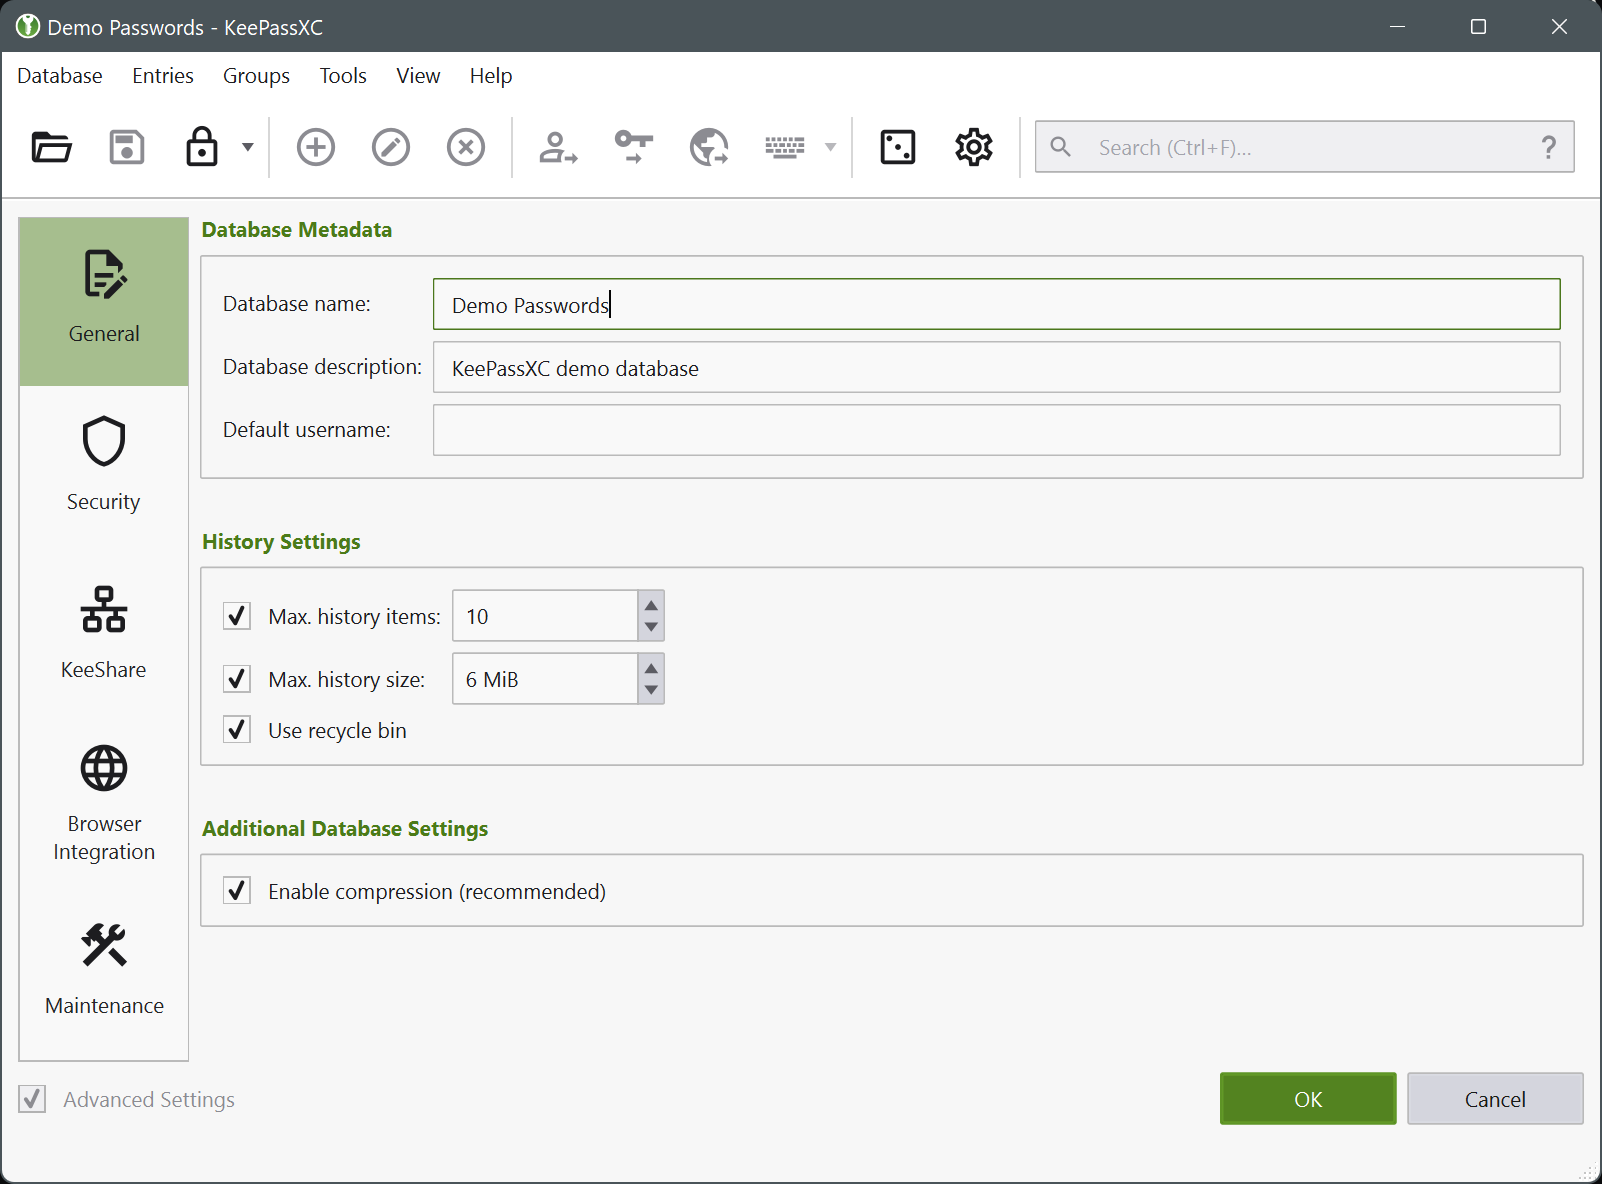 Demo Passwords - KeePassXC
Database Entries Groups Tools View Help
Search (Ctrl+F)... ?
General
Security
KeeShare
Browser
Integration
Maintenance
Database Metadata
Database name: Demo Passwords
Database description: KeePassXC demo database
Default username:
History Settings
Max. history items: 10
Max. history size: 6 MiB
Use recycle bin
Additional Database Settings
Enable compression (recommended)
Advanced Settings
OK Cancel